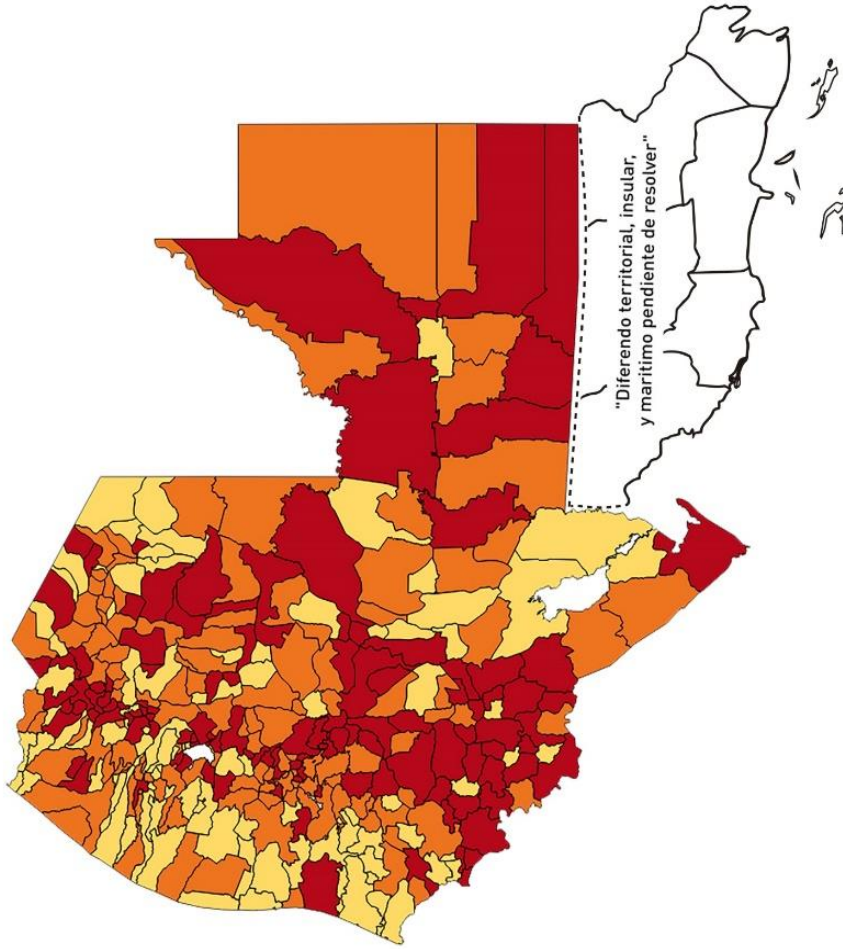 "Diferendo territorial, insular,
y marítimo pendiente de resolver"